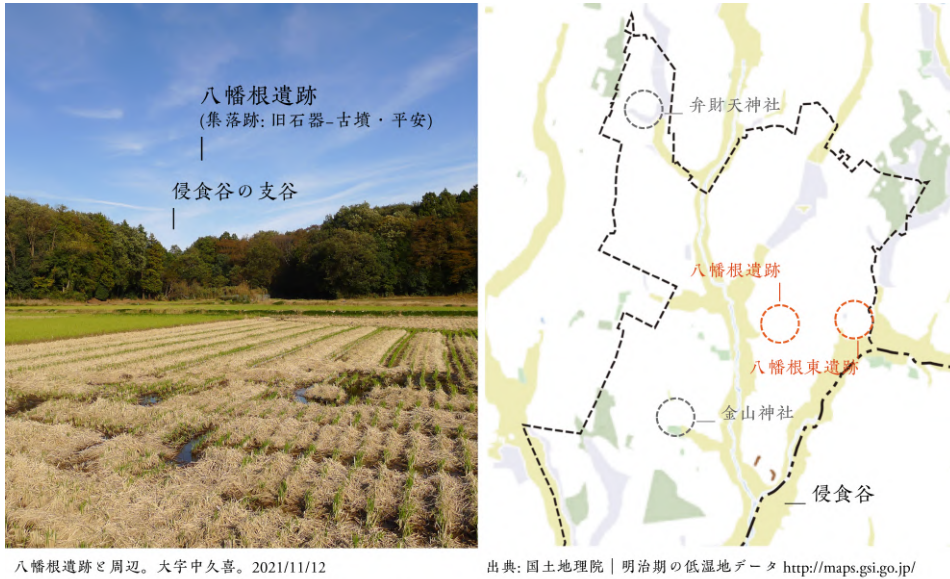 八幡根遺跡
(集落跡: 旧石器–古墳・平安)
侵食谷の支谷
八幡根遺跡と周辺。大字中久喜。2021/11/12
弁財天神社
八幡根遺跡
八幡根東遺跡
金山神社
侵食谷
出典: 国土地理院 | 明治期の低湿地データ http://maps.gsi.go.jp/